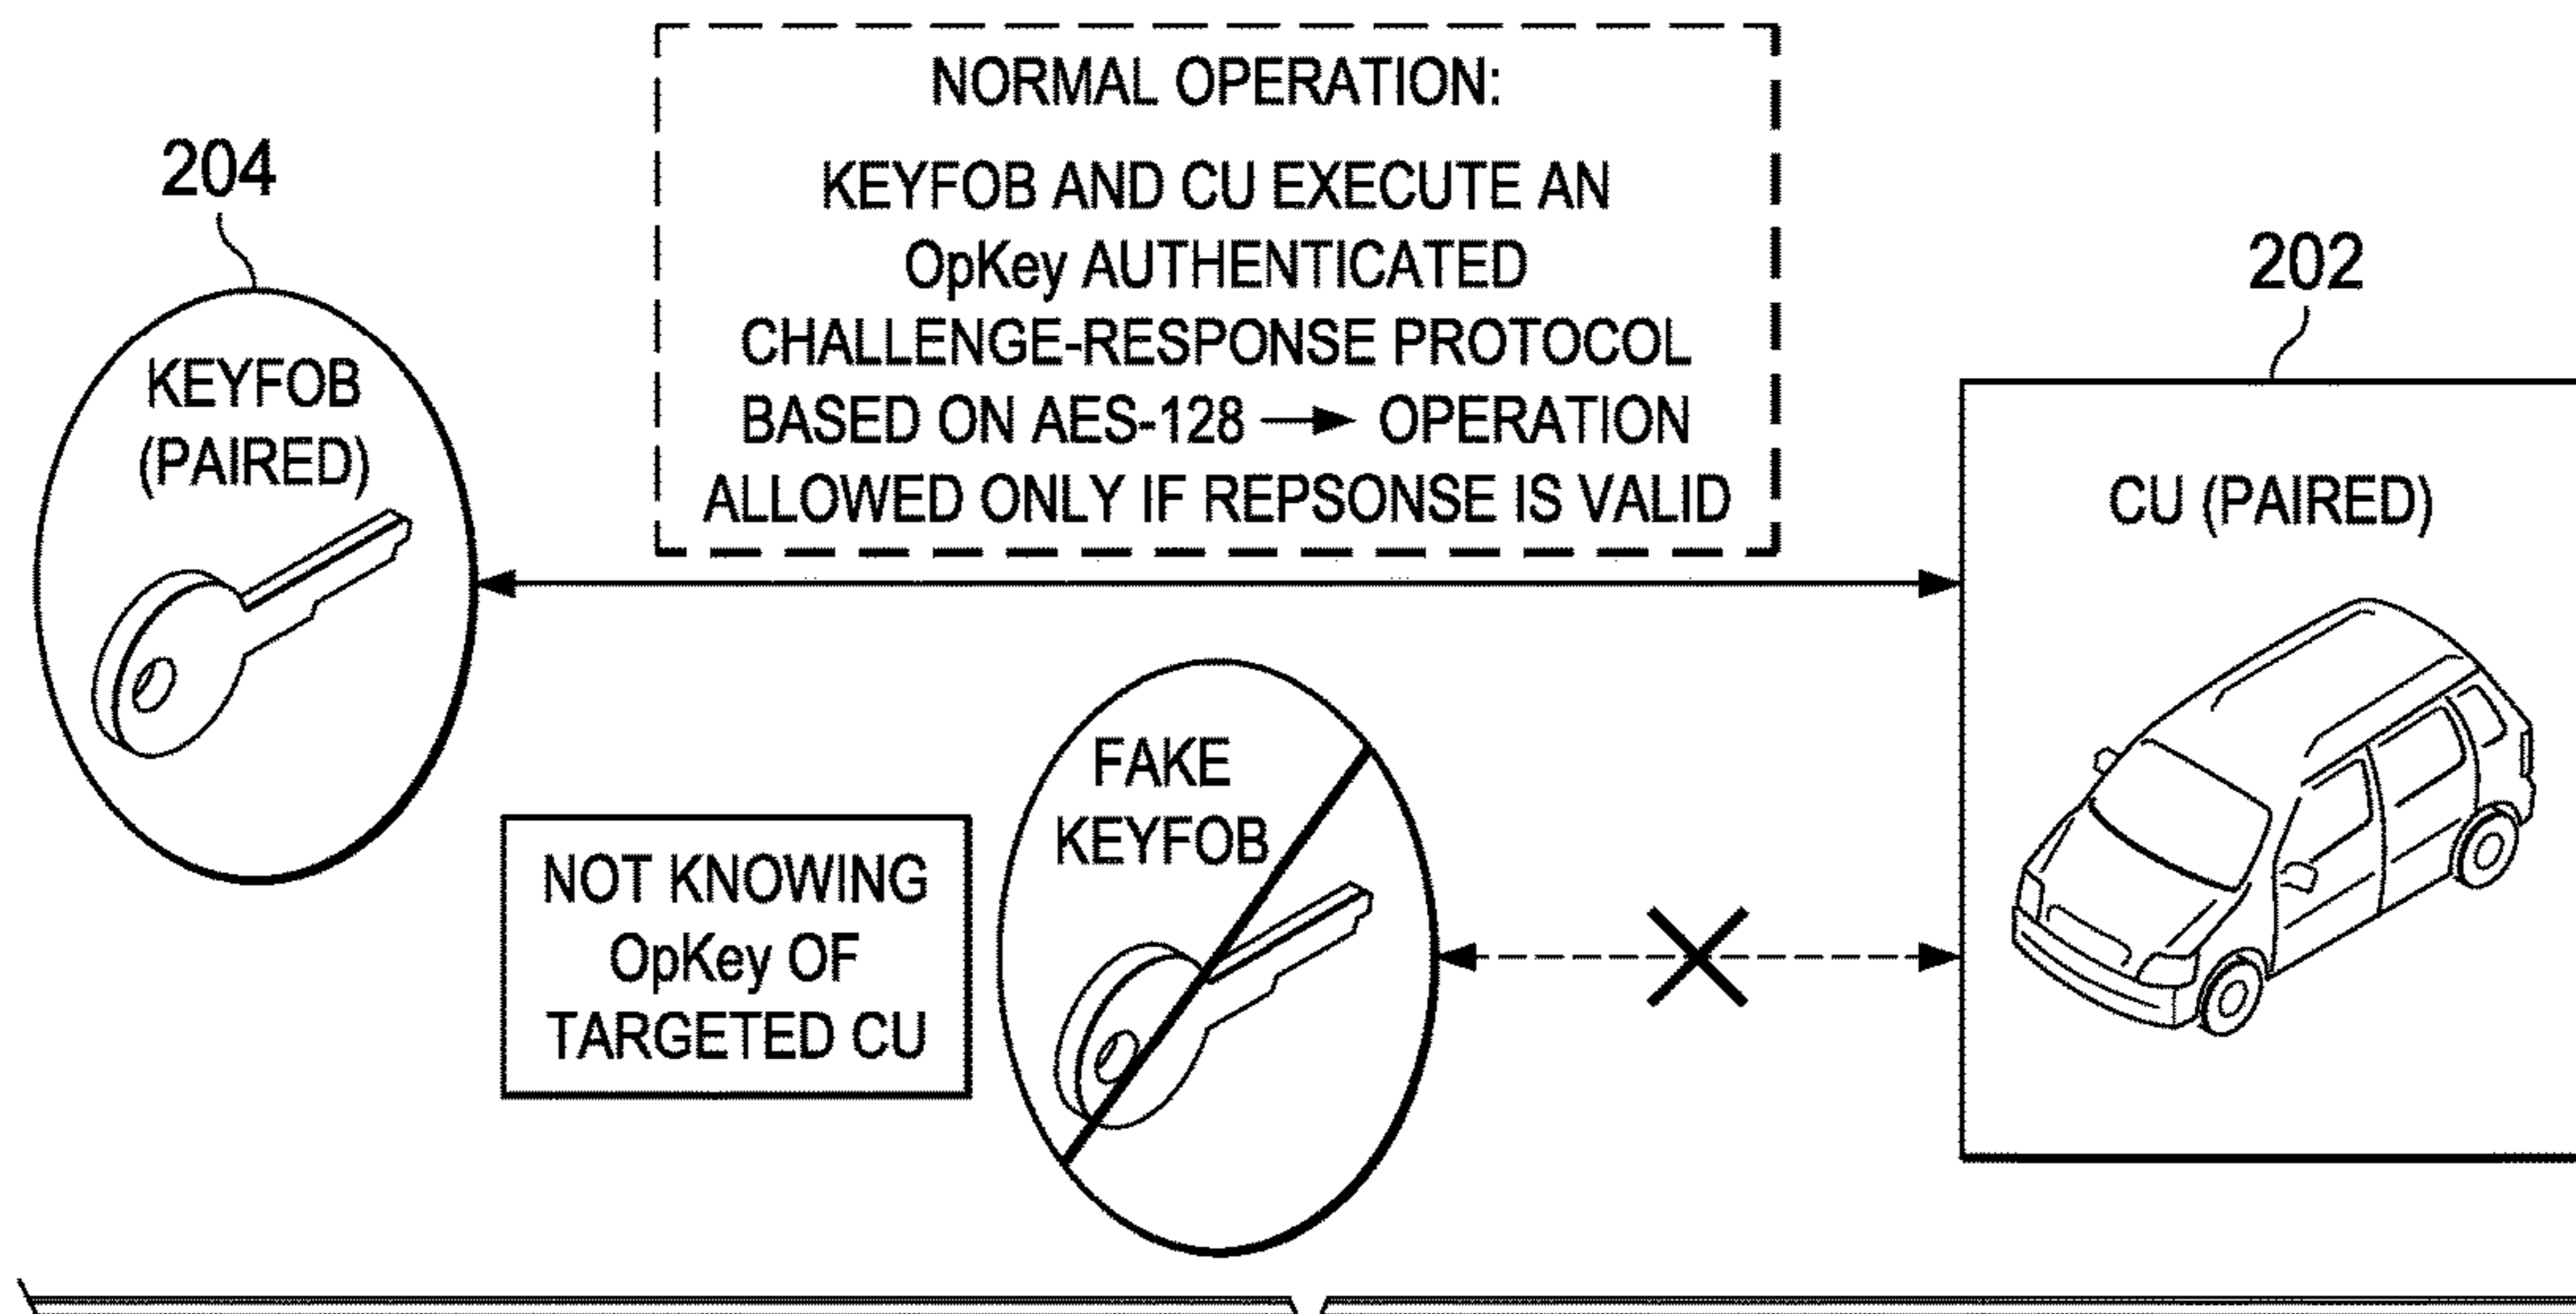 NORMAL OPERATION:
KEYFOB AND CU EXECUTE AN
OpKey AUTHENTICATED
CHALLENGE-RESPONSE PROTOCOL
BASED ON AES-128 → OPERATION
ALLOWED ONLY IF REPSONSE IS VALID
204
KEYFOB
(PAIRED)
202
CU (PAIRED)
FAKE
KEYFOB
NOT KNOWING
OpKey OF
TARGETED CU